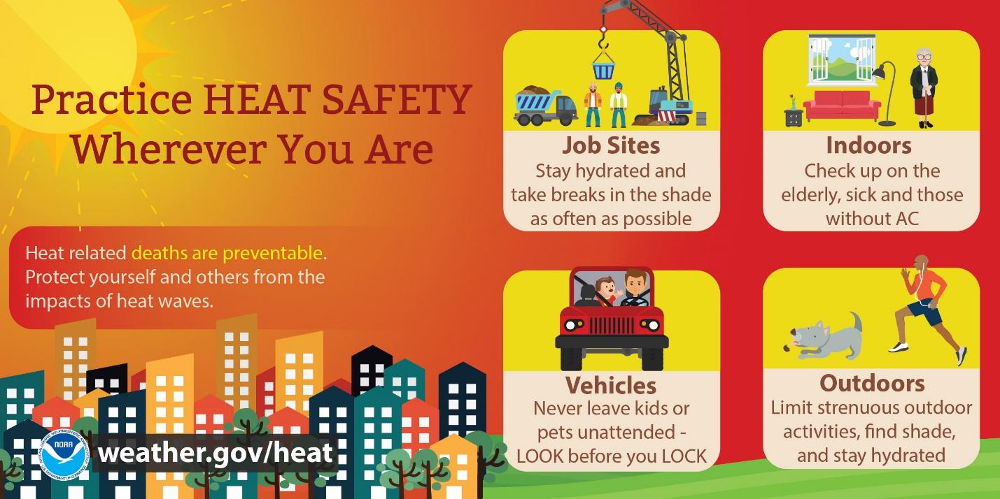 Practice HEAT SAFETY
Wherever You Are
Heat related deaths are preventable.
Protect yourself and others from the
impacts of heat waves.
NOAA
weather.gov/heat
Job Sites
Stay hydrated and
take breaks in the shade
as often as possible
Indoors
Check up on the
elderly, sick and those
without AC
Vehicles
Never leave kids or
pets unattended -
LOOK before you LOCK
Outdoors
Limit strenuous outdoor
activities, find shade,
and stay hydrated